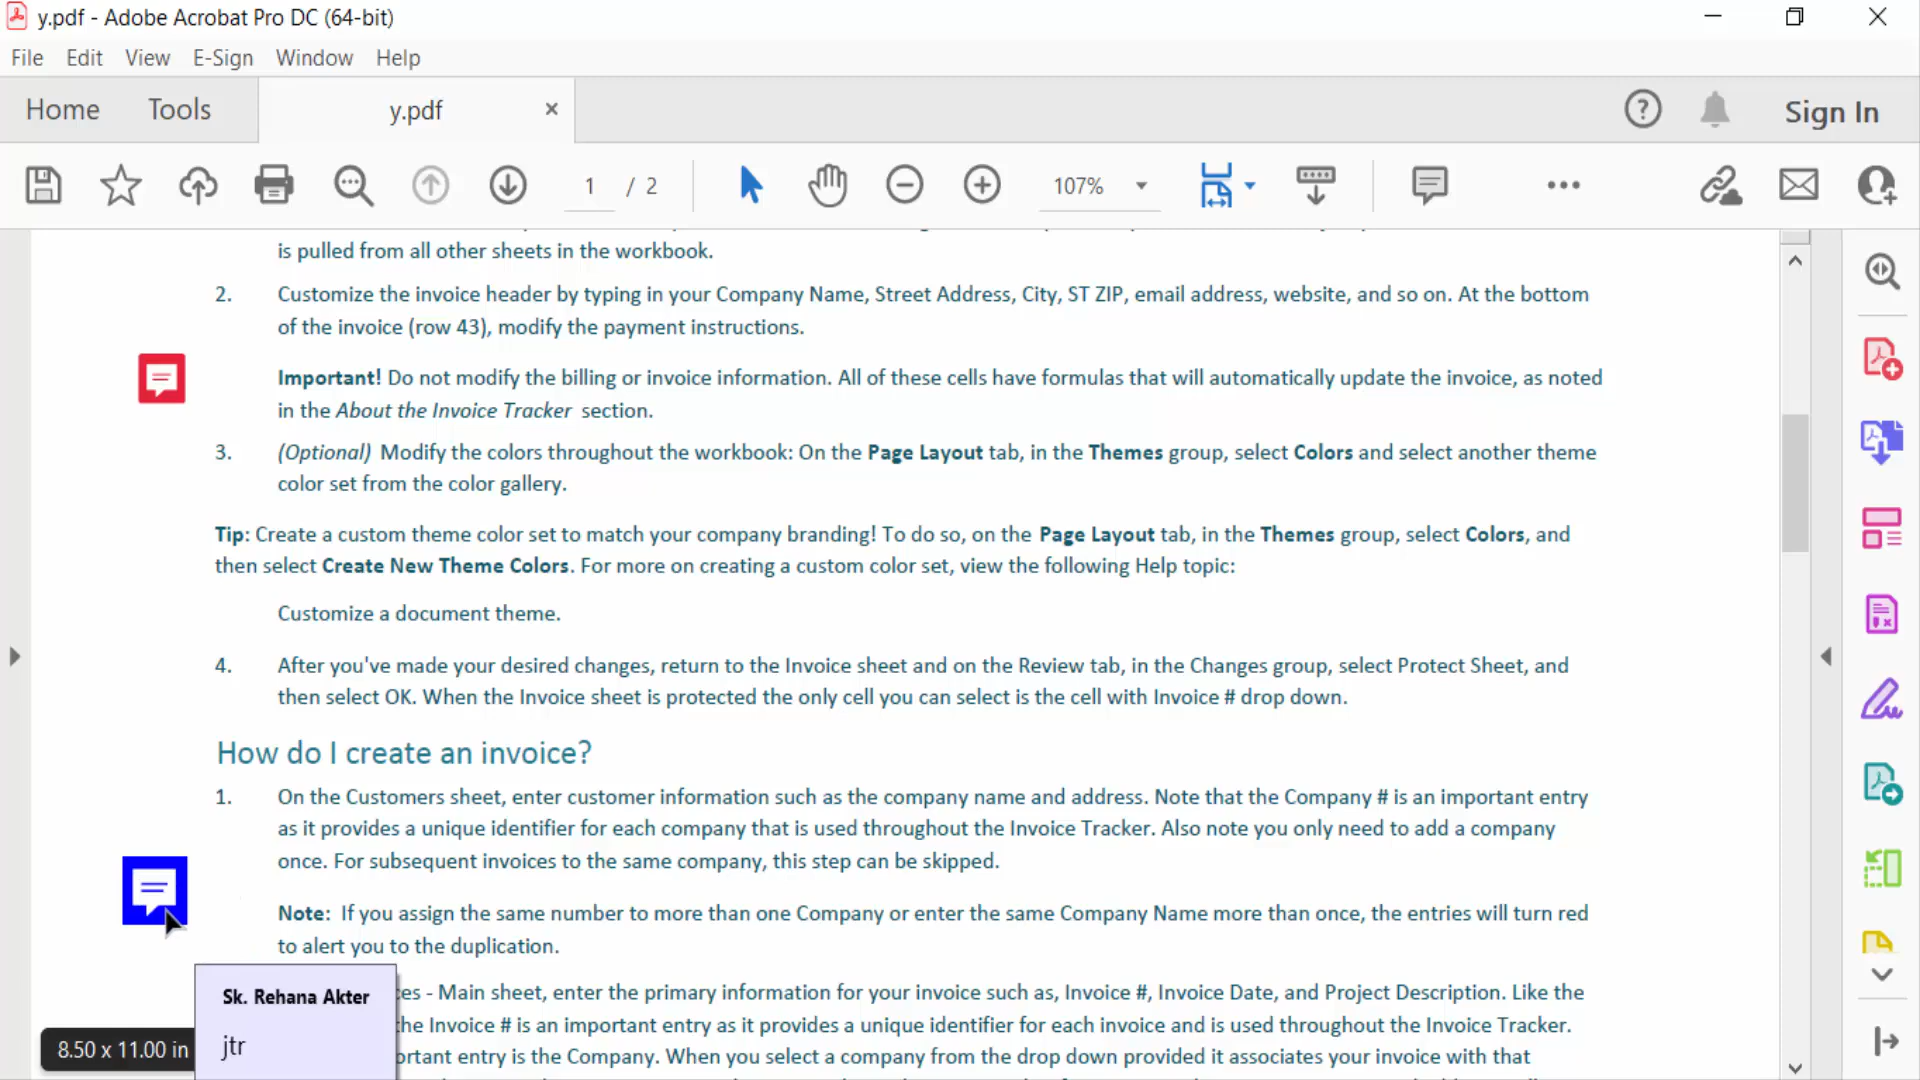 y.pdf - Adobe Acrobat Pro DC (64-bit)
File Edit View E-Sign Window Help
Home Tools y.pdf × Sign In
1 / 2 107%
is pulled from all other sheets in the workbook.
2. Customize the invoice header by typing in your Company Name, Street Address, City, ST ZIP, email address, website, and so on. At the bottom
of the invoice (row 43), modify the payment instructions.
Important! Do not modify the billing or invoice information. All of these cells have formulas that will automatically update the invoice, as noted
in the About the Invoice Tracker section.
3. (Optional) Modify the colors throughout the workbook: On the Page Layout tab, in the Themes group, select Colors and select another theme
color set from the color gallery.
Tip: Create a custom theme color set to match your company branding! To do so, on the Page Layout tab, in the Themes group, select Colors, and
then select Create New Theme Colors. For more on creating a custom color set, view the following Help topic:
Customize a document theme.
4. After you've made your desired changes, return to the Invoice sheet and on the Review tab, in the Changes group, select Protect Sheet, and
then select OK. When the Invoice sheet is protected the only cell you can select is the cell with Invoice # drop down.
How do I create an invoice?
1. On the Customers sheet, enter customer information such as the company name and address. Note that the Company # is an important entry
as it provides a unique identifier for each company that is used throughout the Invoice Tracker. Also note you only need to add a company
once. For subsequent invoices to the same company, this step can be skipped.
Note: If you assign the same number to more than one Company or enter the same Company Name more than once, the entries will turn red
to alert you to the duplication.
Sk. Rehana Akter
jtr
ces - Main sheet, enter the primary information for your invoice such as, Invoice #, Invoice Date, and Project Description. Like the
the Invoice # is an important entry as it provides a unique identifier for each invoice and is used throughout the Invoice Tracker.
ortant entry is the Company. When you select a company from the drop down provided it associates your invoice with that
8.50 x 11.00 in